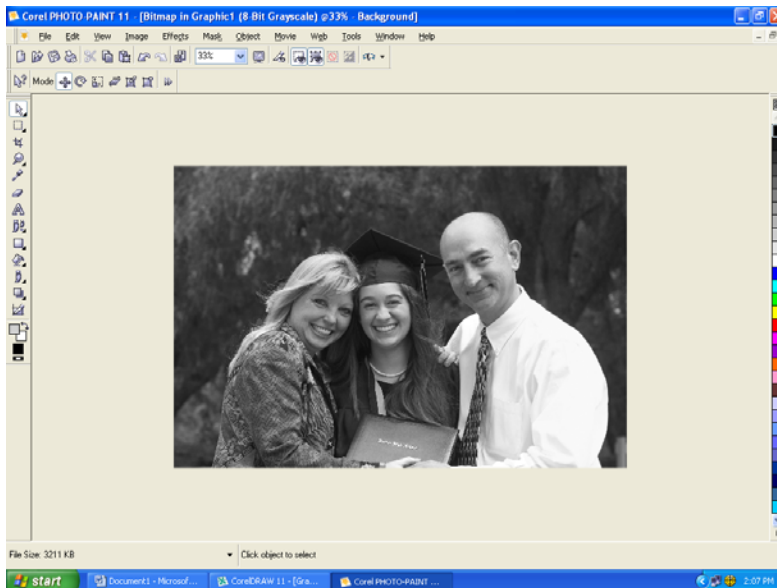 Corel PHOTO-PAINT 11 - [Bitmap in Graphic1 (8-Bit Grayscale) @33% - Background]
File Edit View Image Effects Mask Object Movie Web Tools Window Help
33%
Mode
File Size: 3211 KB
Click object to select
start
Document1 - Microsof...
CorelDRAW 11 - [Gra...
Corel PHOTO-PAINT ...
2:07 PM